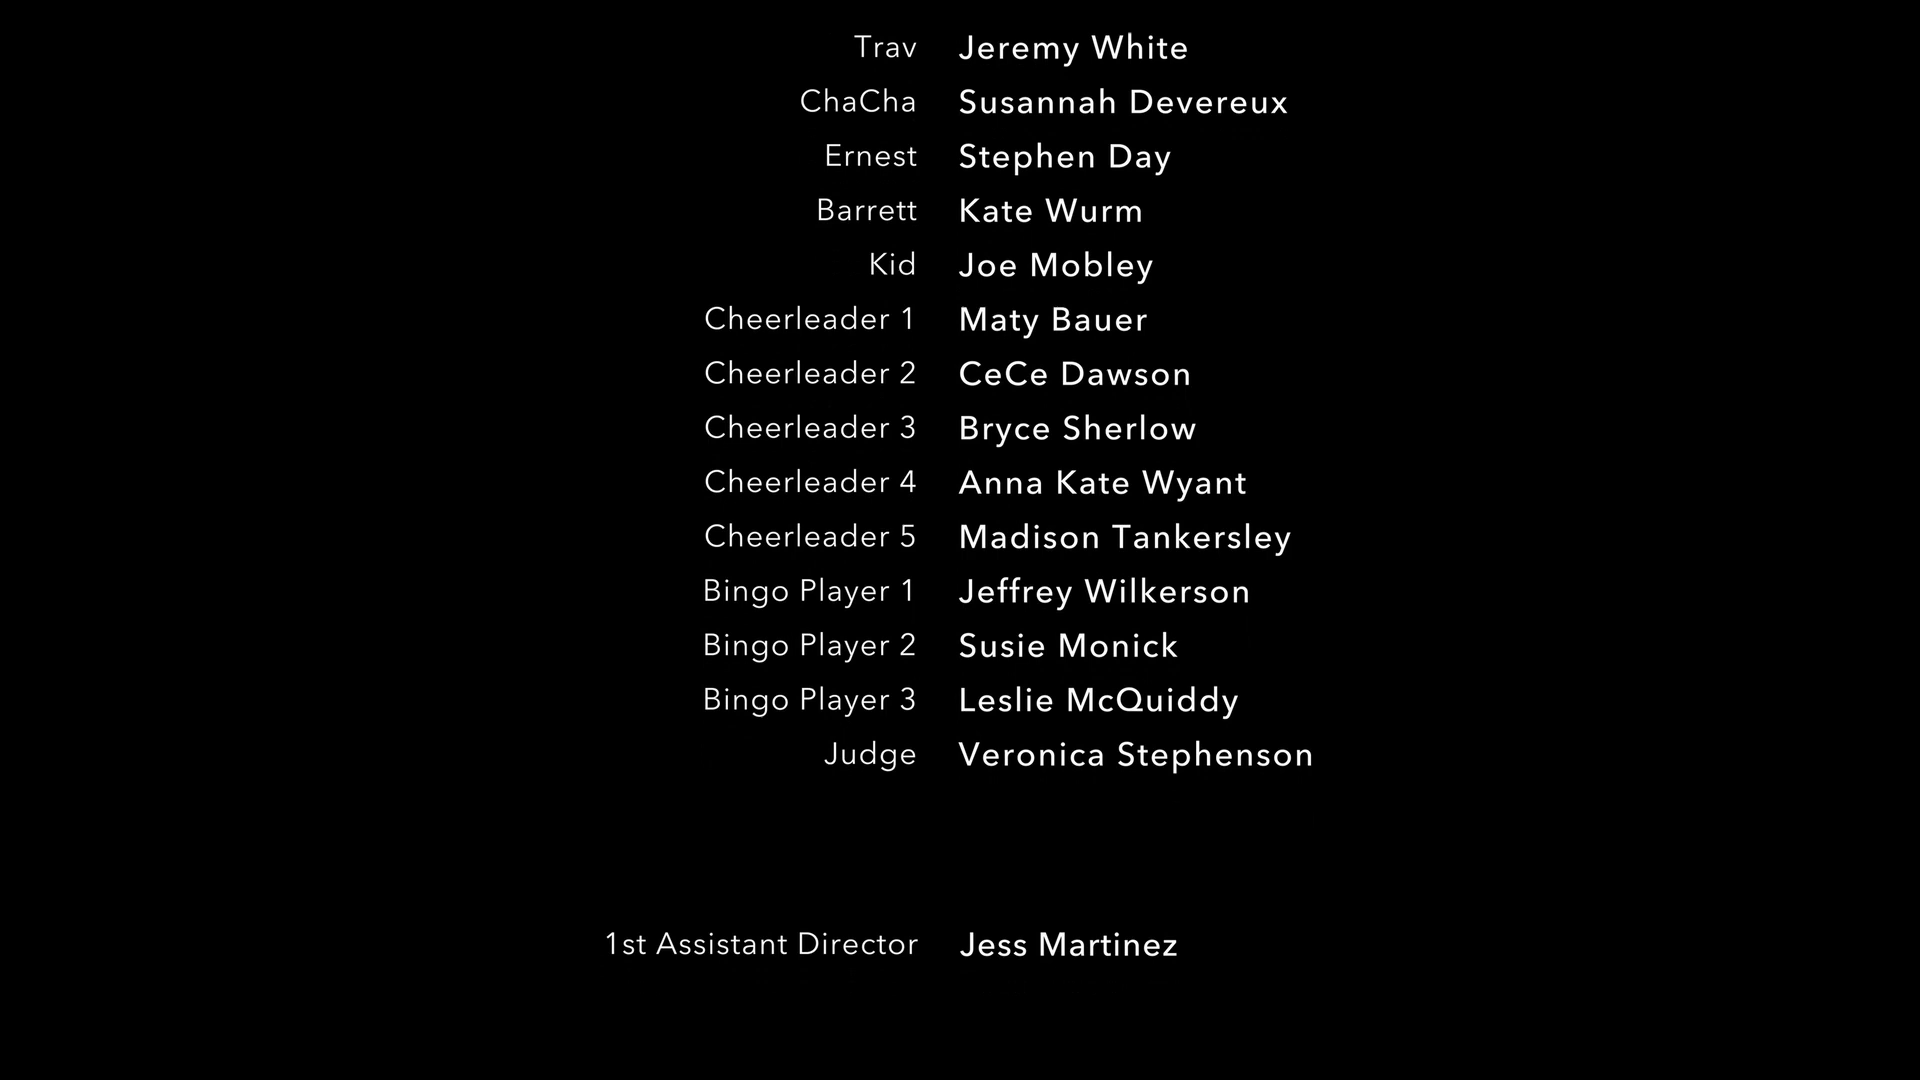 Trav Jeremy White
ChaCha Susannah Devereux
Ernest Stephen Day
Barrett Kate Wurm
Kid Joe Mobley
Cheerleader 1 Maty Bauer
Cheerleader 2 CeCe Dawson
Cheerleader 3 Bryce Sherlow
Cheerleader 4 Anna Kate Wyant
Cheerleader 5 Madison Tankersley
Bingo Player 1 Jeffrey Wilkerson
Bingo Player 2 Susie Monick
Bingo Player 3 Leslie McQuiddy
Judge Veronica Stephenson
1st Assistant Director Jess Martinez